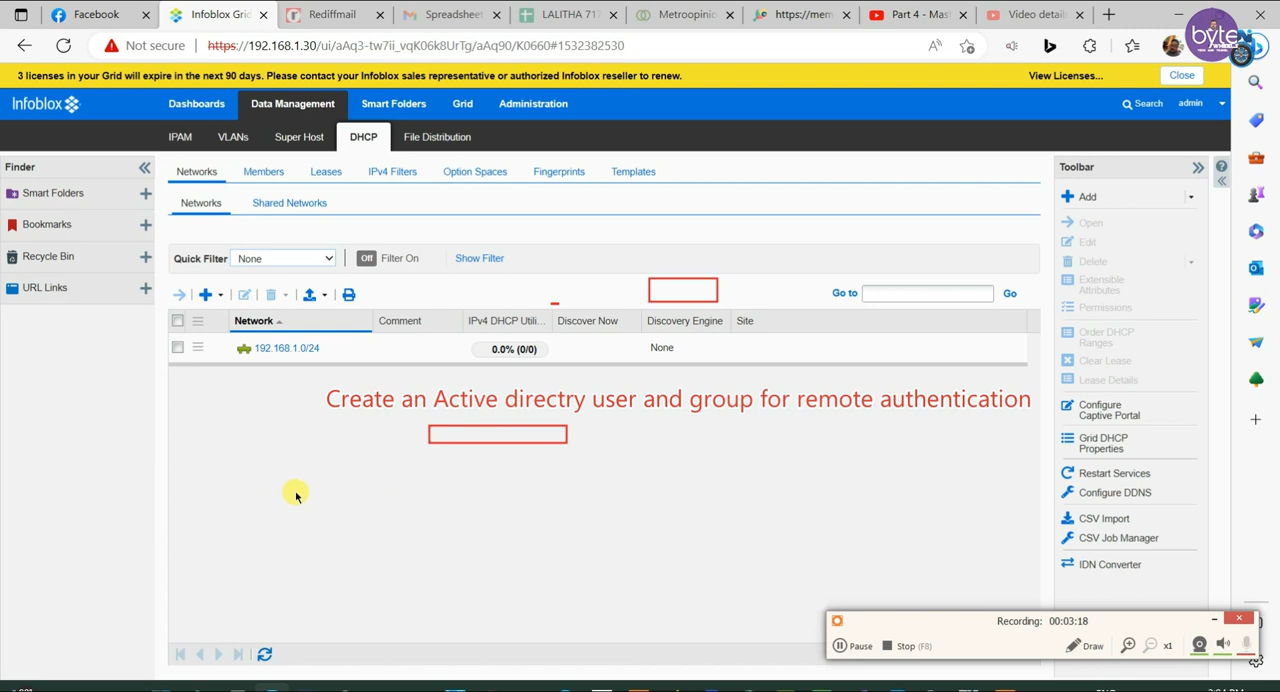 Facebook
Infoblox Gri
Rediffmail
Spreadshee
LALITHA 717
Metroopinio
https://mem
Part 4 - Mas
Video detail
Not secure
https://192.168.1.30/ui/aAq3-tw7ii_vqK06k8UrTg/aAq9MYK0660#1532382530
byte
3 licenses in your Grid will expire in the next 90 days. Please contact your Infoblox sales representative or authorized Infoblox reseller to renew.
View Licenses...
Close
Infoblox
Dashboards
Data Management
Smart Folders
Grid
Administration
Search
admin
IPAM
VLANs
Super Host
DHCP
File Distribution
Finder
Networks
Members
Leases
IPv4 Filters
Option Spaces
Fingerprints
Templates
Toolbar
Smart Folders
Bookmarks
Recycle Bin
URL Links
Networks
Shared Networks
Quick Filter
None
Off
Filter On
Show Filter
Go to
Go
Network
Comment
IPv4 DHCP Utili...
Discover Now
Discovery Engine
Site
192.168.1.0/24
0.0% (0/0)
None
Create an Active directry user and group for remote authentication
Add
Open
Edit
Delete
Extensible
Attributes
Permissions
Order DHCP
Ranges
Clear Lease
Lease Details
Configure
Captive Portal
Grid DHCP
Properties
Restart Services
Configure DDNS
CSV Import
CSV Job Manager
IDN Converter
Recording: 00:03:18
Pause
Stop (F8)
Draw
x1